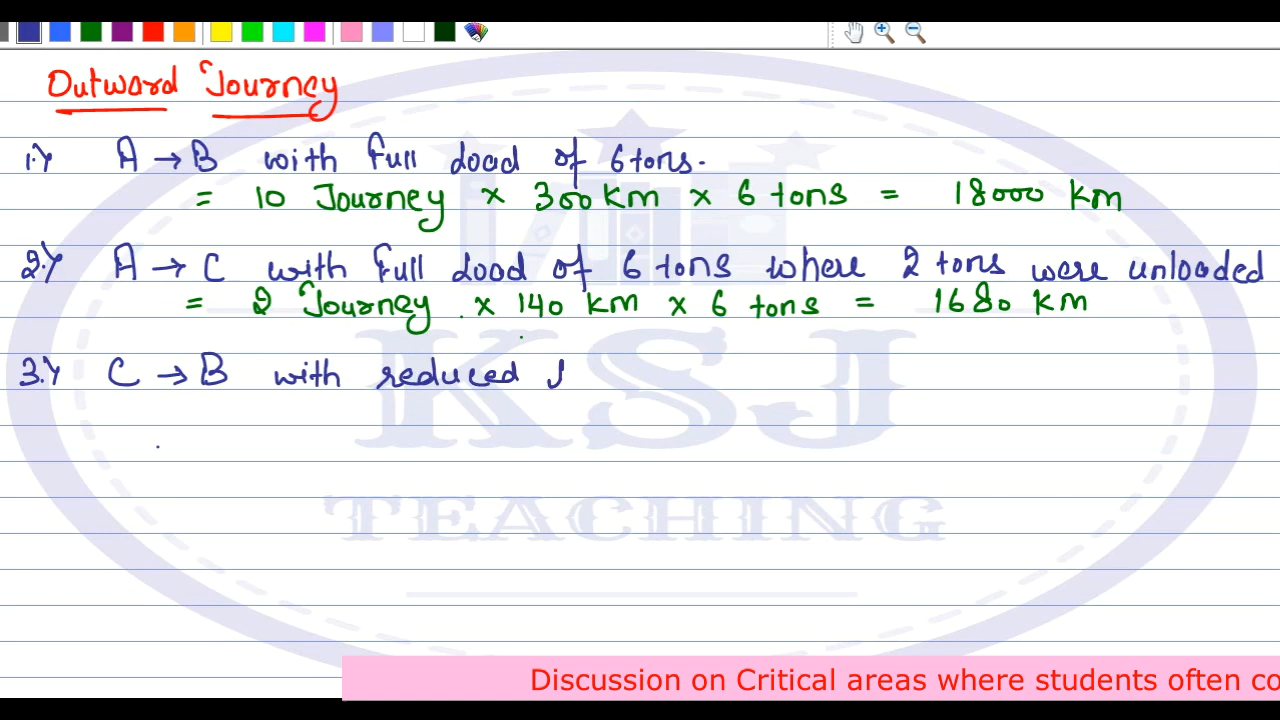 Outward Journey
1.) A → B with full load of 6 tons.
= 10 Journey × 300 km × 6 tons = 18000 km
2.) A → C with full load of 6 tons where 2 tons were unloaded
= 2 Journey × 140 km × 6 tons = 1680 km
3.) C → B with reduced
KSJ
TEACHING
Discussion on Critical areas where students often co